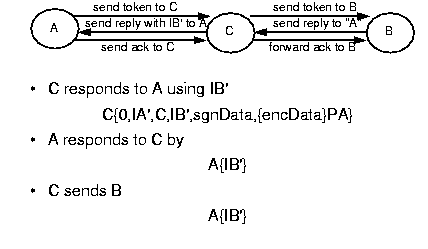 send token to C
send token to B
A
send reply with IB' to A
C
send reply to "A
B
send ack to C
forward ack to B
• C responds to A using IB'
C{0,IA',C,IB',sgnData,{encData}PA}
• A responds to C by
A{IB'}
• C sends B
A{IB'}